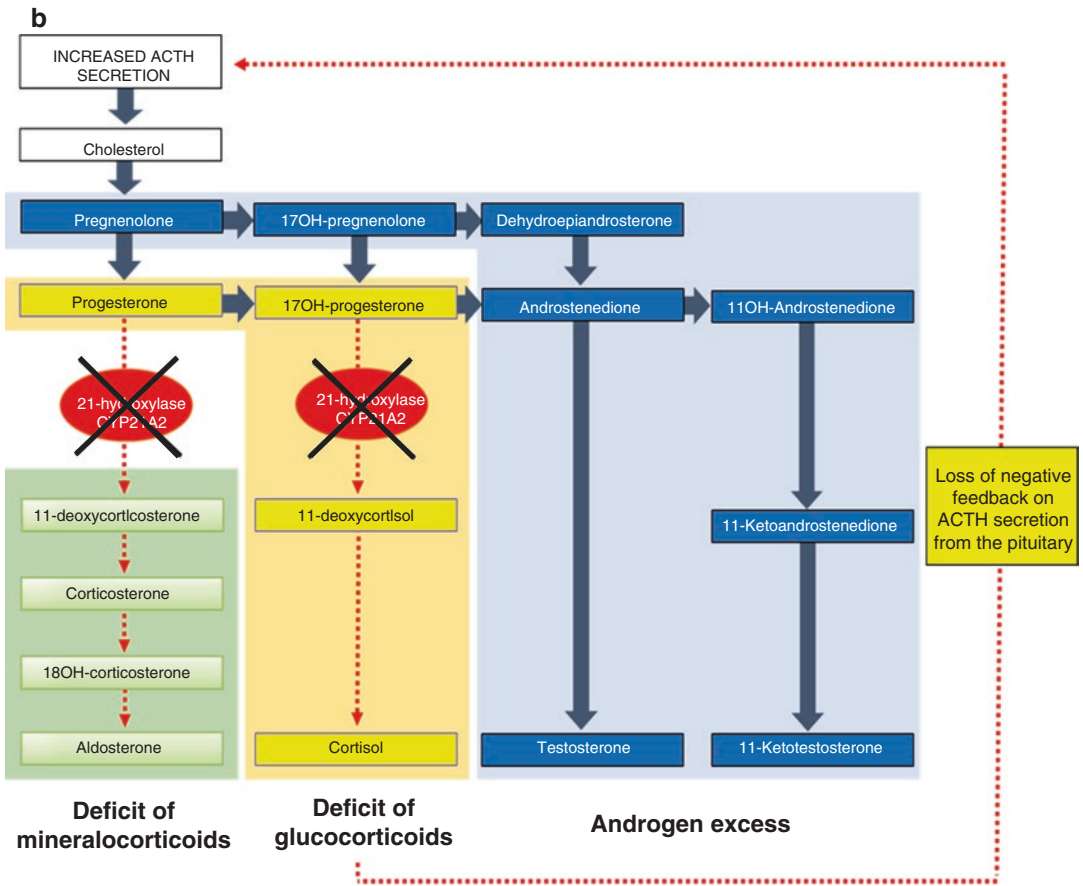 b
INCREASED ACTH
SECRETION
Cholesterol
Pregnenolone
17OH-pregnenolone
Dehydroepiandrosterone
Progesterone
17OH-progesterone
Androstenedione
11OH-Androstenedione
21-hydroxylase
CYP21A2
21-hydroxylase
CYP21A2
Loss of negative
feedback on
ACTH secretion
from the pituitary
11-deoxycortlcosterone
11-deoxycortlsol
11-Ketoandrostenedione
Corticosterone
18OH-corticosterone
Aldosterone
Cortisol
Testosterone
11-Ketotestosterone
Deficit of
mineralocorticoids
Deficit of
glucocorticoids
Androgen excess